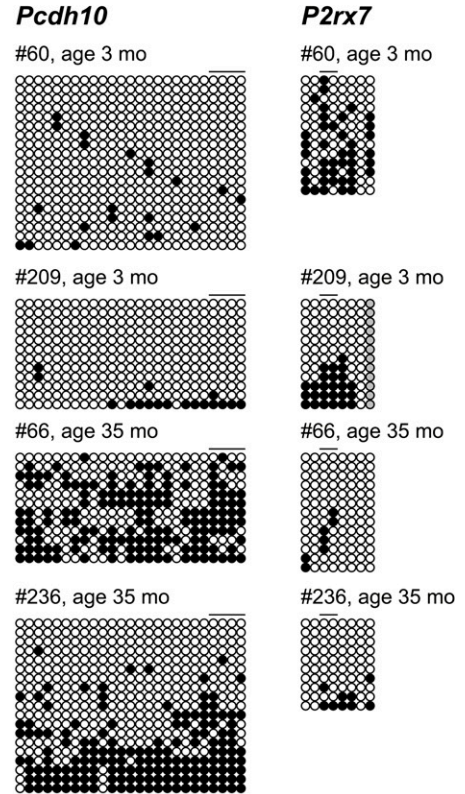 Pcdh10
#60, age 3 mo
#209, age 3 mo
#66, age 35 mo
#236, age 35 mo
P2rx7
#60, age 3 mo
#209, age 3 mo
#66, age 35 mo
#236, age 35 mo